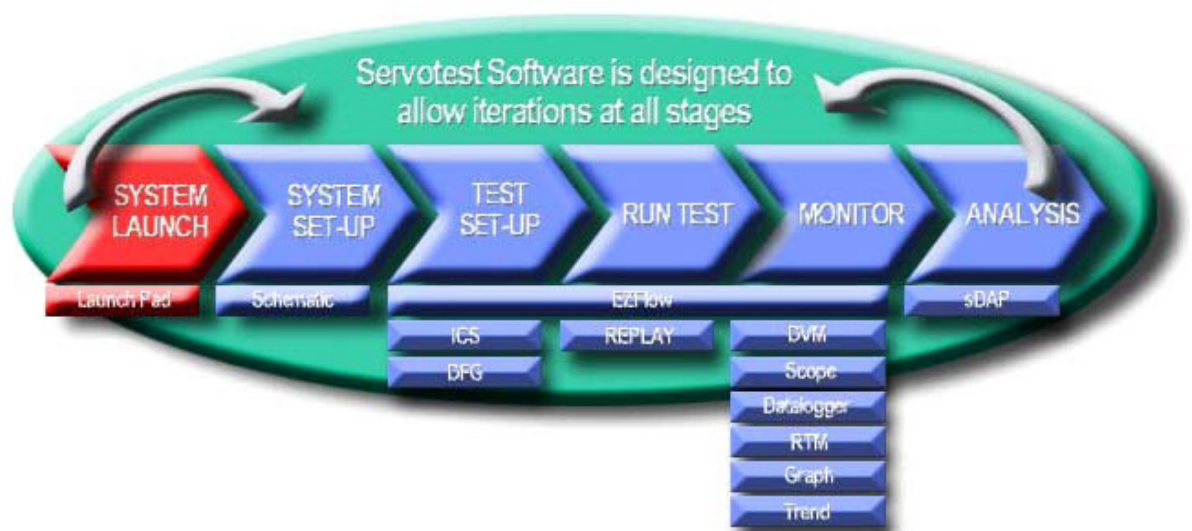 Servotest Software is designed to
allow iterations at all stages
SYSTEM
LAUNCH
SYSTEM
SET-UP
TEST
SET-UP
RUN TEST
MONITOR
ANALYSIS
Launch Pad
Schematic
EZFlow
sDAP
ICS
REPLAY
DVM
DFG
Scope
Datalogger
RTM
Graph
Trend